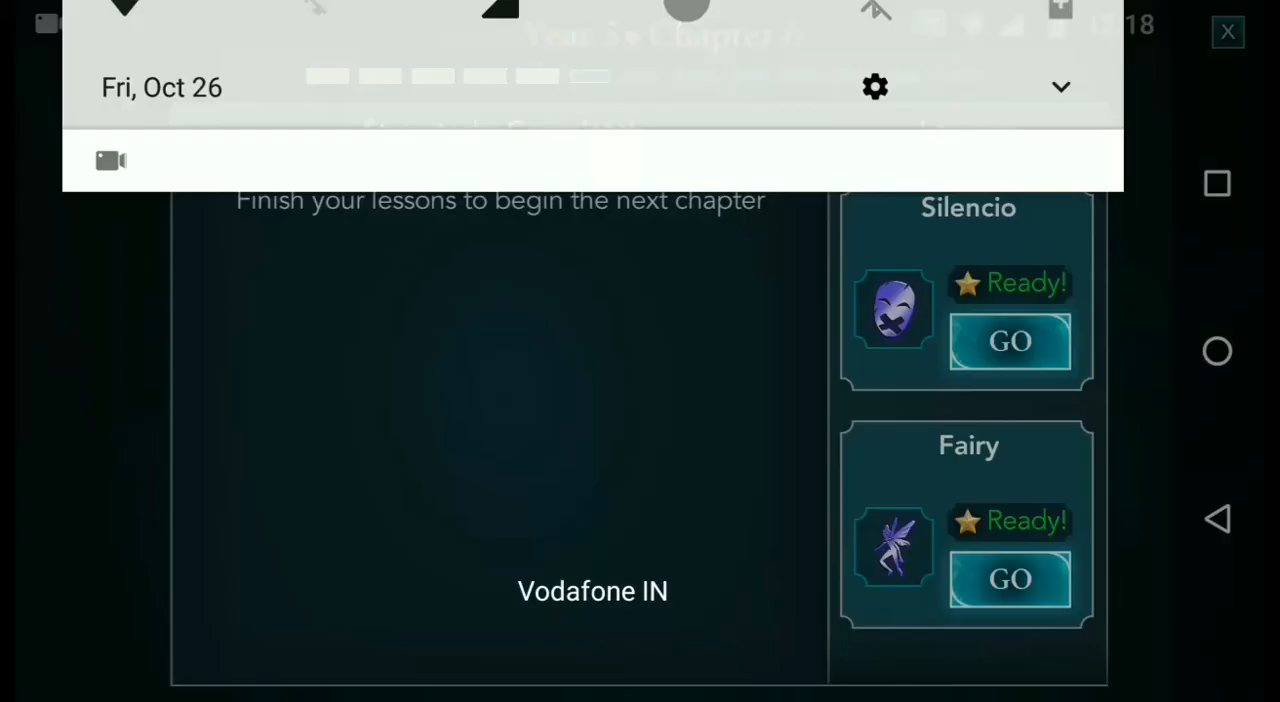 18
X
Fri, Oct 26
Finish your lessons to begin the next chapter
Silencio
Ready!
GO
Fairy
Ready!
GO
Vodafone IN